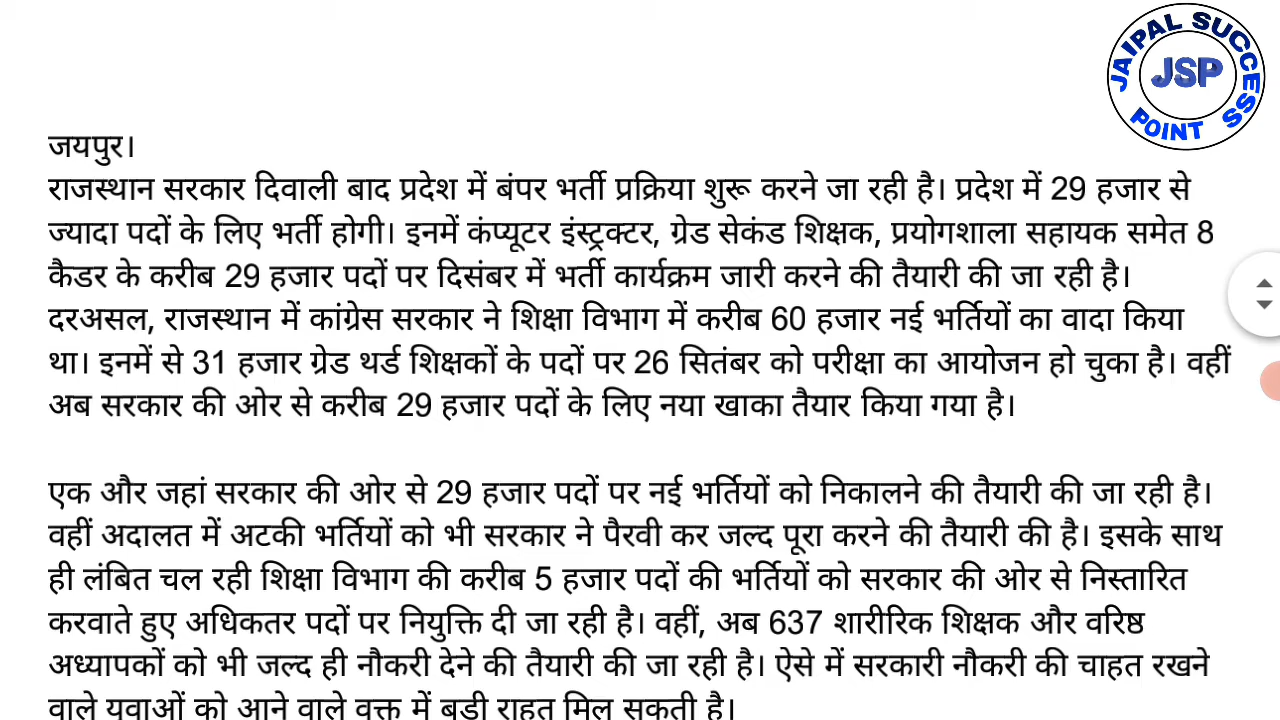 JAIPAL SUCCESS
JSP
POINT
जयपुर।
राजस्थान सरकार दिवाली बाद प्रदेश में बंपर भर्ती प्रक्रिया शुरू करने जा रही है। प्रदेश में 29 हजार से
ज्यादा पदों के लिए भर्ती होगी। इनमें कंप्यूटर इंस्ट्रक्टर, ग्रेड सेकंड शिक्षक, प्रयोगशाला सहायक समेत 8
कैडर के करीब 29 हजार पदों पर दिसंबर में भर्ती कार्यक्रम जारी करने की तैयारी की जा रही है।
दरअसल, राजस्थान में कांग्रेस सरकार ने शिक्षा विभाग में करीब 60 हजार नई भर्तियों का वादा किया
था। इनमें से 31 हजार ग्रेड थर्ड शिक्षकों के पदों पर 26 सितंबर को परीक्षा का आयोजन हो चुका है। वहीं
अब सरकार की ओर से करीब 29 हजार पदों के लिए नया खाका तैयार किया गया है।
एक और जहां सरकार की ओर से 29 हजार पदों पर नई भर्तियों को निकालने की तैयारी की जा रही है।
वहीं अदालत में अटकी भर्तियों को भी सरकार ने पैरवी कर जल्द पूरा करने की तैयारी की है। इसके साथ
ही लंबित चल रही शिक्षा विभाग की करीब 5 हजार पदों की भर्तियों को सरकार की ओर से निस्तारित
करवाते हुए अधिकतर पदों पर नियुक्ति दी जा रही है। वहीं, अब 637 शारीरिक शिक्षक और वरिष्ठ
अध्यापकों को भी जल्द ही नौकरी देने की तैयारी की जा रही है। ऐसे में सरकारी नौकरी की चाहत रखने
वाले युवाओं को आने वाले वक्त में बड़ी राहत मिल सकती है।